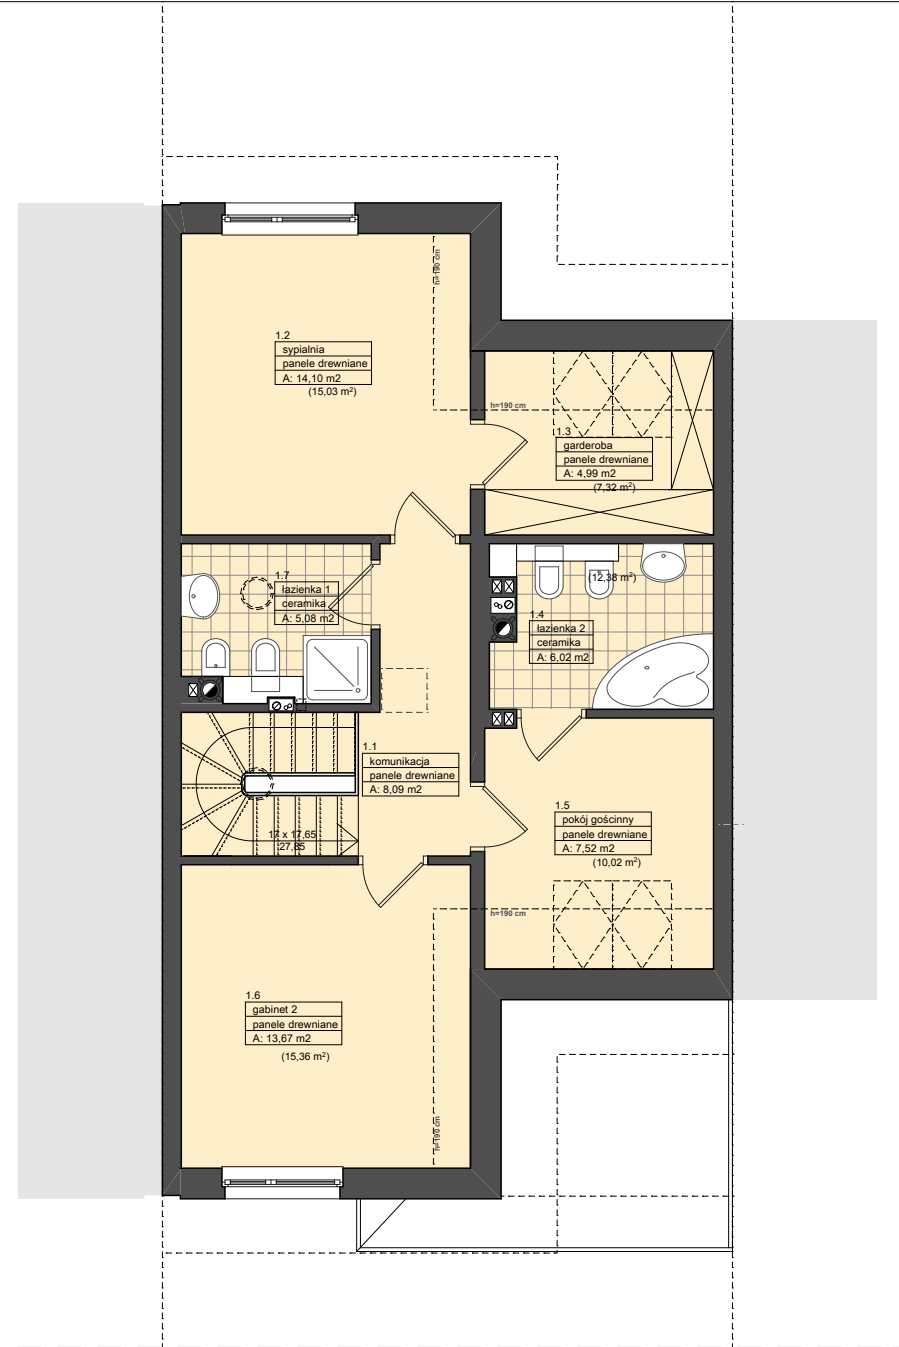 h=190 cm
1.2
sypialnia
panele drewniane
A: 14,10 m2
(15,03 m²)
h=190 cm
1.3
garderoba
panele drewniane
A: 4,99 m2
(7,32 m²)
1.7
łazienka 1
ceramika
A: 5,08 m2
(12,38 m²)
1.4
łazienka 2
ceramika
A: 6,02 m2
1.1
komunikacja
panele drewniane
A: 8,09 m2
17 x 17,65
27,85
1.5
pokój gościnny
panele drewniane
A: 7,52 m2
(10,02 m²)
h=190 cm
1.6
gabinet 2
panele drewniane
A: 13,67 m2
(15,36 m²)
h=190 cm